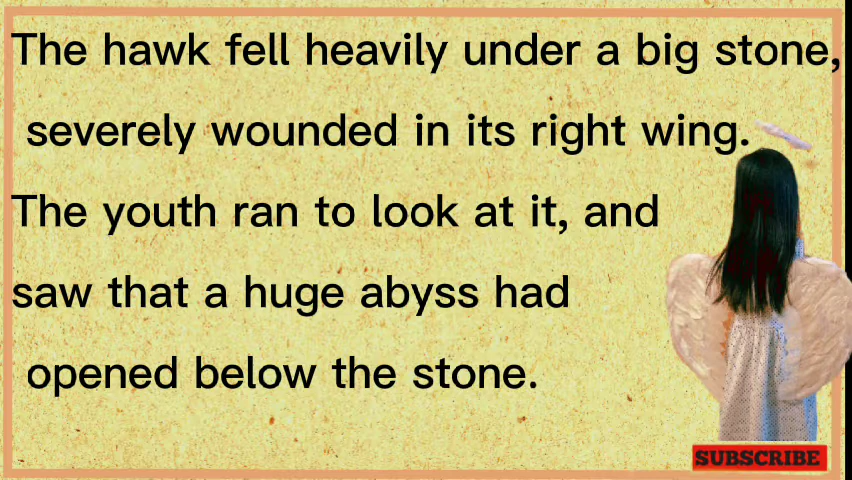 The hawk fell heavily under a big stone,
severely wounded in its right wing.
The youth ran to look at it, and
saw that a huge abyss had
opened below the stone.
SUBSCRIBE